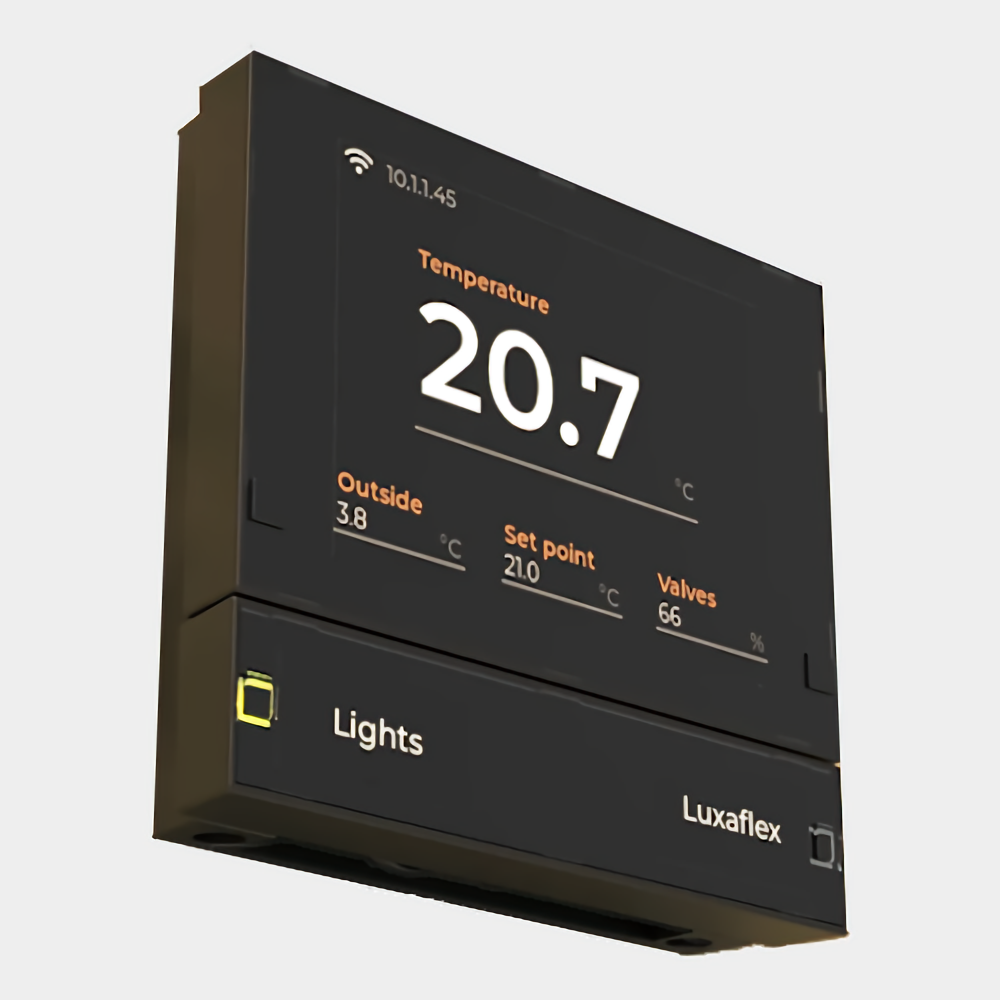 10.1.1.45
Temperature
20.7
°C
Outside
3.8 °C
Set point
21.0 °C
Valves
66 %
Lights
Luxaflex